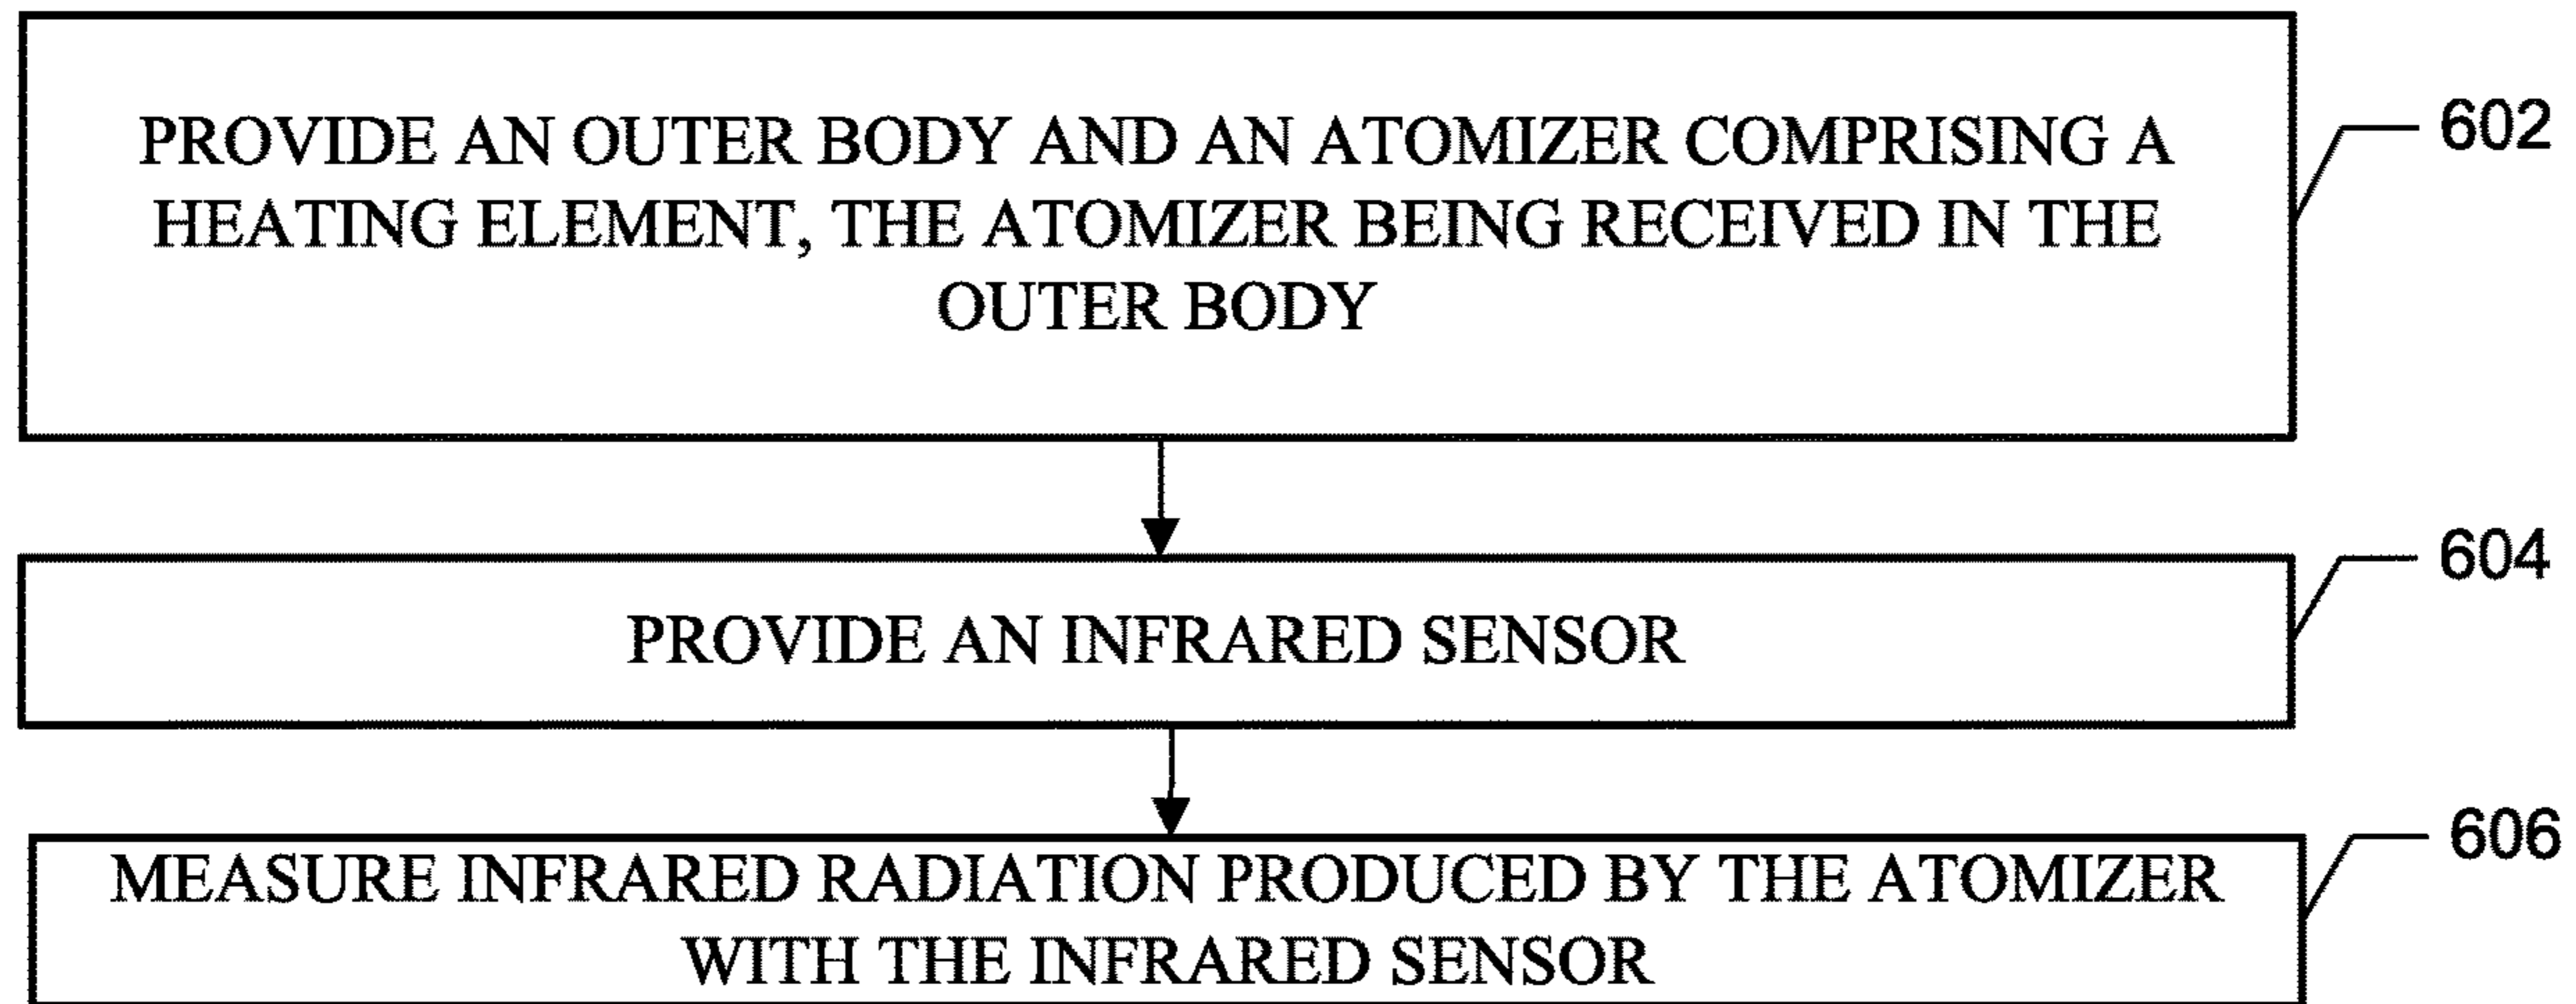 PROVIDE AN OUTER BODY AND AN ATOMIZER COMPRISING A
HEATING ELEMENT, THE ATOMIZER BEING RECEIVED IN THE
OUTER BODY
602
PROVIDE AN INFRARED SENSOR
604
MEASURE INFRARED RADIATION PRODUCED BY THE ATOMIZER
WITH THE INFRARED SENSOR
606